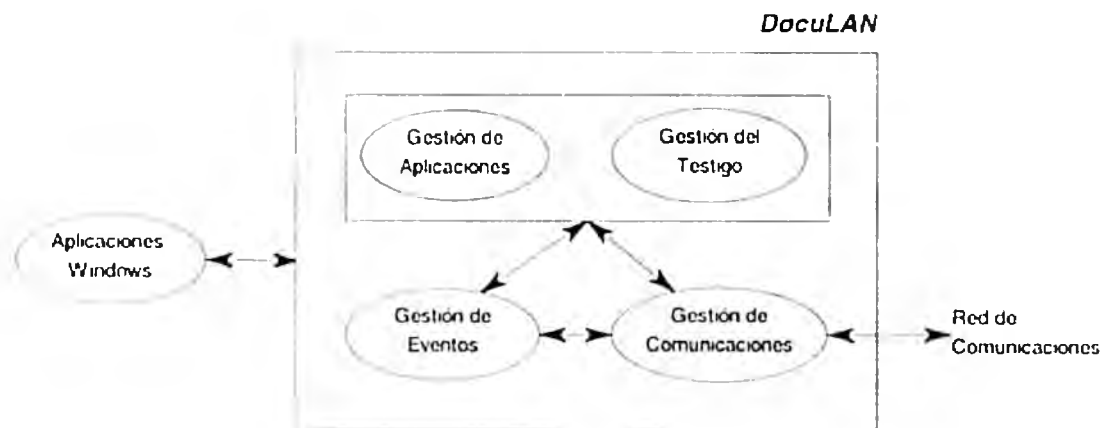 DocuLAN
Gestión de
Aplicaciones
Gestión del
Testigo
Aplicaciones
Windows
Gestión de
Eventos
Gestión de
Comunicaciones
Red de
Comunicaciones